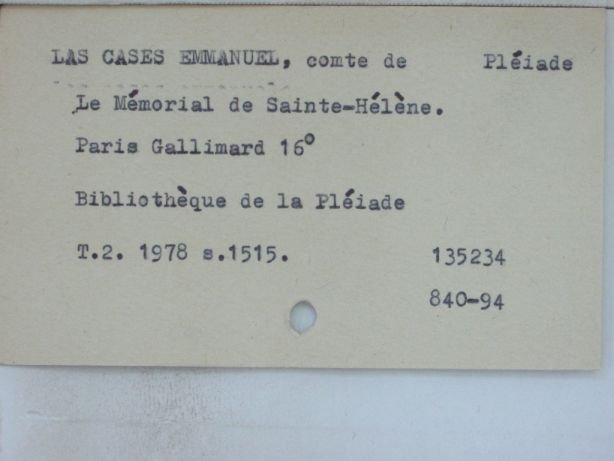 LAS CASES EMMANUEL, comte de Pléiade
Le Mémorial de Sainte-Hélène.
Paris Gallimard 16º
Bibliothèque de la Pléiade
T.2. 1978 s.1515. 135234
840-94